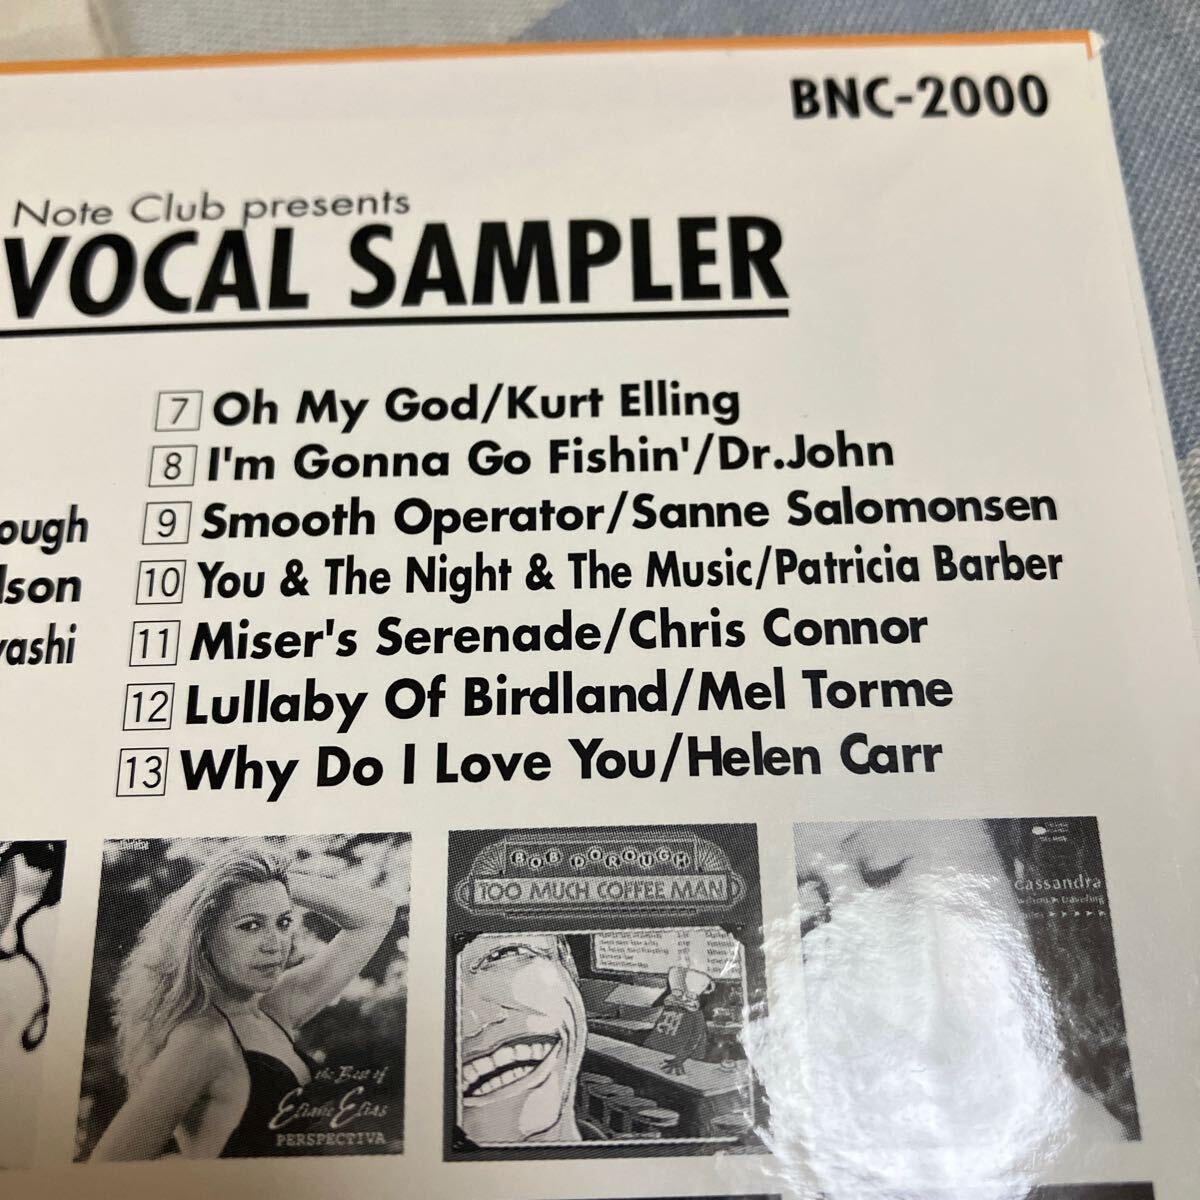 BNC-2000
Note Club presents
VOCAL SAMPLER
7 Oh My God/Kurt Elling
8 I'm Gonna Go Fishin'/Dr.John
ough 9 Smooth Operator/Sanne Salomonsen
lson 10 You & The Night & The Music/Patricia Barber
yashi 11 Miser's Serenade/Chris Connor
12 Lullaby Of Birdland/Mel Torme
13 Why Do I Love You/Helen Carr
the Best of
Eliane Elias
PERSPECTIVA
BOB DOROUGH
TOO MUCH COFFEE MAN
cassandra
traveling